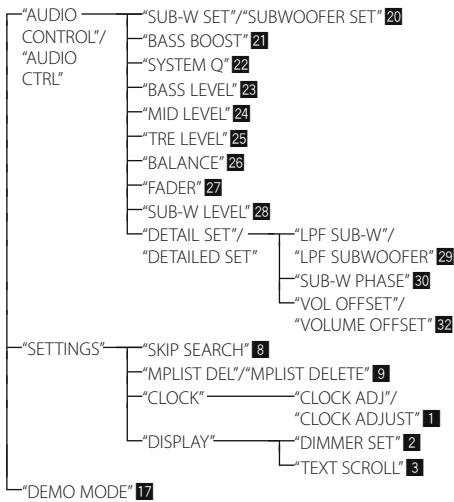 “AUDIO CONTROL”/
“AUDIO CTRL”
“SUB-W SET”/“SUBWOOFER SET” 20
“BASS BOOST” 21
“SYSTEM Q” 22
“BASS LEVEL” 23
“MID LEVEL” 24
“TRE LEVEL” 25
“BALANCE” 26
“FADER” 27
“SUB-W LEVEL” 28
“DETAIL SET”/
“DETAILED SET”
“LPF SUB-W”/
“LPF SUBWOOFER” 29
“SUB-W PHASE” 30
“VOL OFFSET”/
“VOLUME OFFSET” 32
“SETTINGS”
“SKIP SEARCH” 8
“MPLIST DEL”/“MPLIST DELETE” 9
“CLOCK”
“CLOCK ADJ”/
“CLOCK ADJUST” 1
“DISPLAY”
“DIMMER SET” 2
“TEXT SCROLL” 3
“DEMO MODE” 17